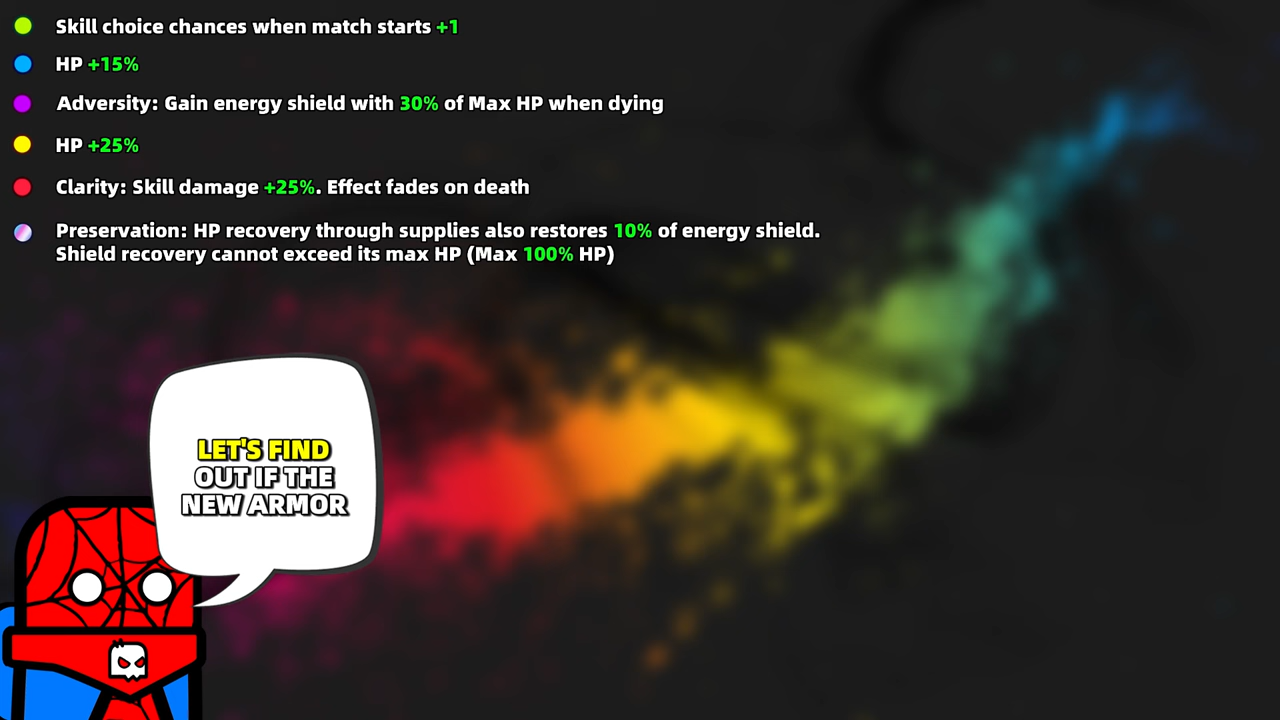 Skill choice chances when match starts +1
HP +15%
Adversity: Gain energy shield with 30% of Max HP when dying
HP +25%
Clarity: Skill damage +25%. Effect fades on death
Preservation: HP recovery through supplies also restores 10% of energy shield.
Shield recovery cannot exceed its max HP (Max 100% HP)
LET'S FIND
OUT IF THE
NEW ARMOR